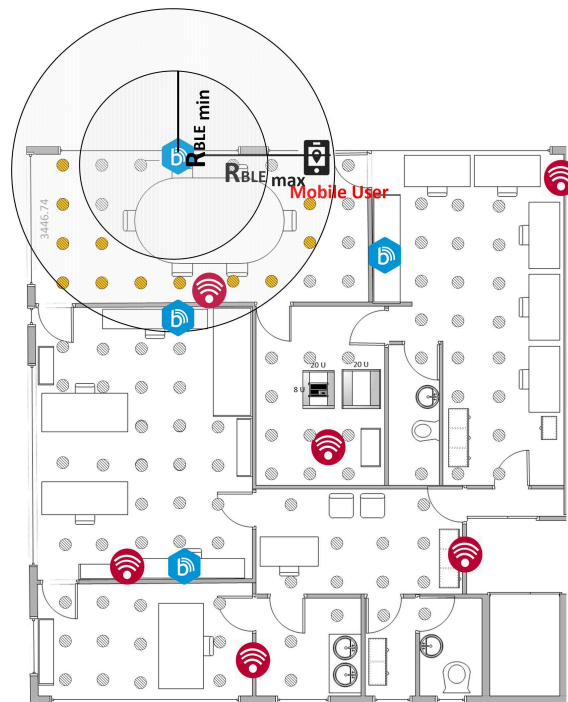 RBLE min
RBLE max
Mobile User
3446.74
20 U
20 U
8 U